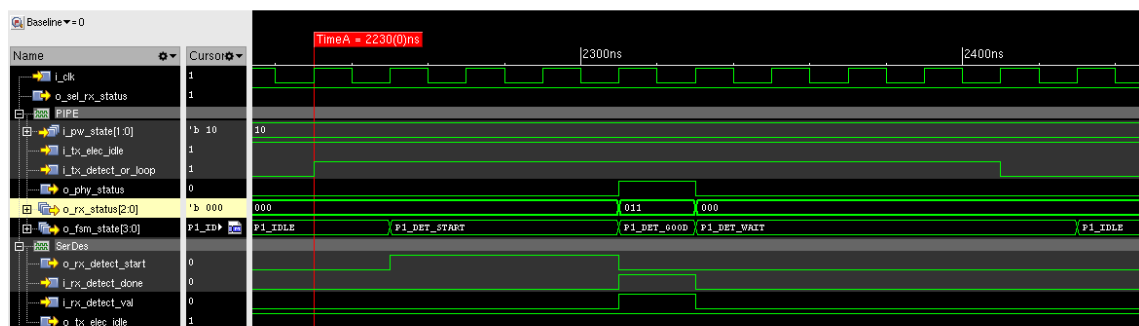 Baseline▼= 0
TimeA = 2230(0)ns
Name Cursor 2300ns 2400ns
i_clk 1
o_sel_rx_status 1
PIPE
i_pw_state[1:0] 'b 10 10
i_tx_elec_idle 1
i_tx_detect_or_loop 1
o_phy_status 0
o_rx_status[2:0] 'b 000 000 011 000
o_fsm_state[3:0] P1_ID P1_IDLE P1_DET_START P1_DET_GOOD P1_DET_WAIT P1_IDLE
SerDes
o_rx_detect_start 0
i_rx_detect_done 0
i_rx_detect_val 0
o_tx_elec_idle 1